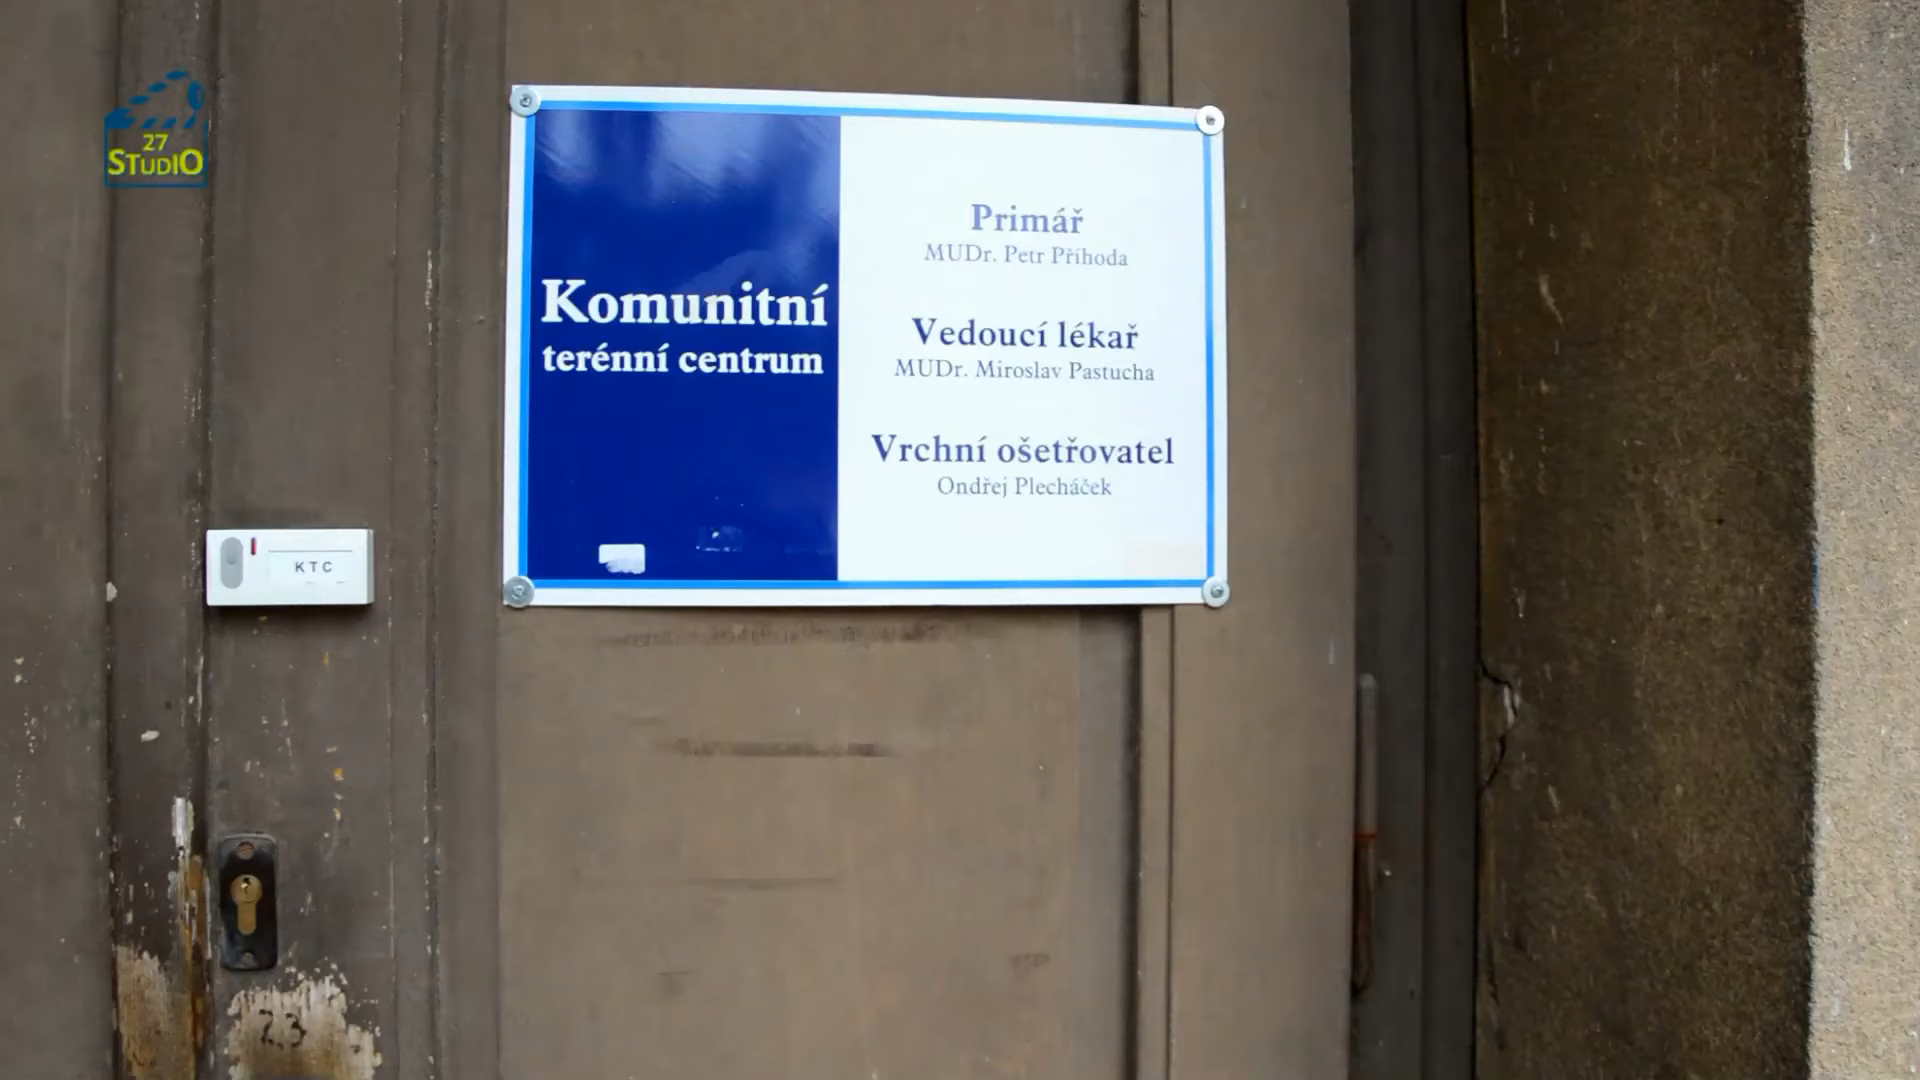 27
STUDIO
Komunitní
terénní centrum
Primář
MUDr. Petr Příhoda
Vedoucí lékař
MUDr. Miroslav Pastucha
Vrchní ošetřovatel
Ondřej Plecháček
KTC
23